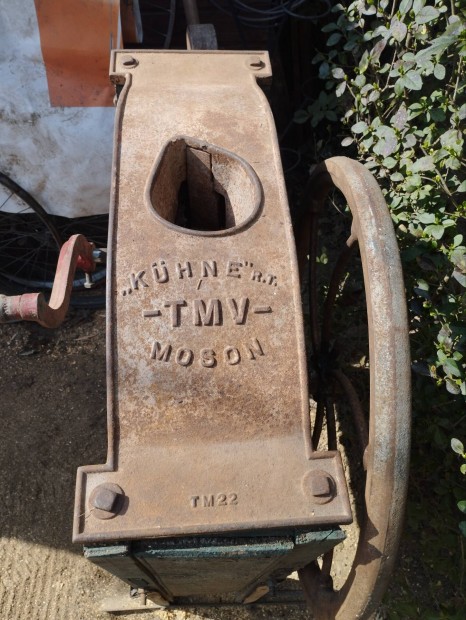 „KÜHNE" R.T.
-TMV-
MOSON
TM22